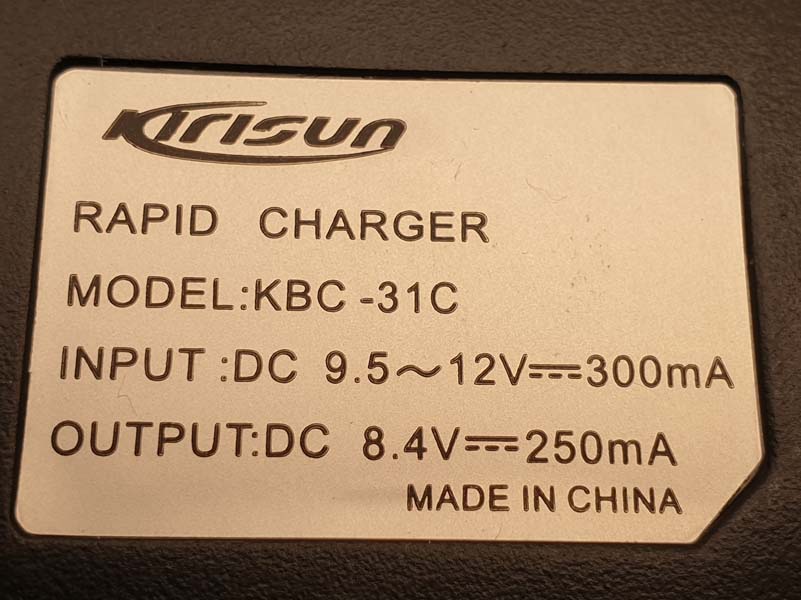 Kirisun
RAPID CHARGER
MODEL:KBC -31C
INPUT :DC 9.5～12V⎓300mA
OUTPUT:DC 8.4V⎓250mA
MADE IN CHINA